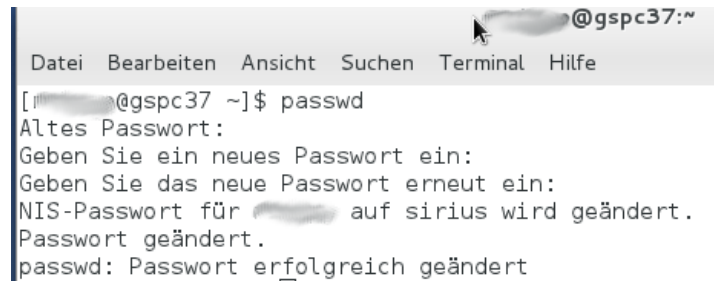 @gspc37:~
Datei Bearbeiten Ansicht Suchen Terminal Hilfe
[ @gspc37 ~]$ passwd
Altes Passwort:
Geben Sie ein neues Passwort ein:
Geben Sie das neue Passwort erneut ein:
NIS-Passwort für auf sirius wird geändert.
Passwort geändert.
passwd: Passwort erfolgreich geändert